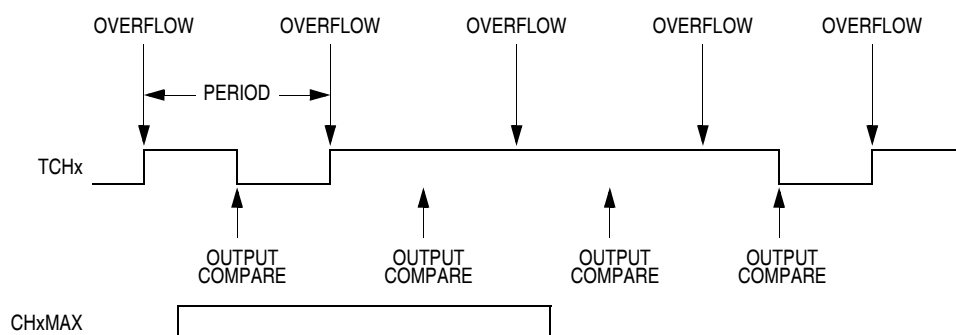 OVERFLOW OVERFLOW OVERFLOW OVERFLOW OVERFLOW
PERIOD
TCHx
OUTPUT COMPARE OUTPUT COMPARE OUTPUT COMPARE OUTPUT COMPARE
CHxMAX